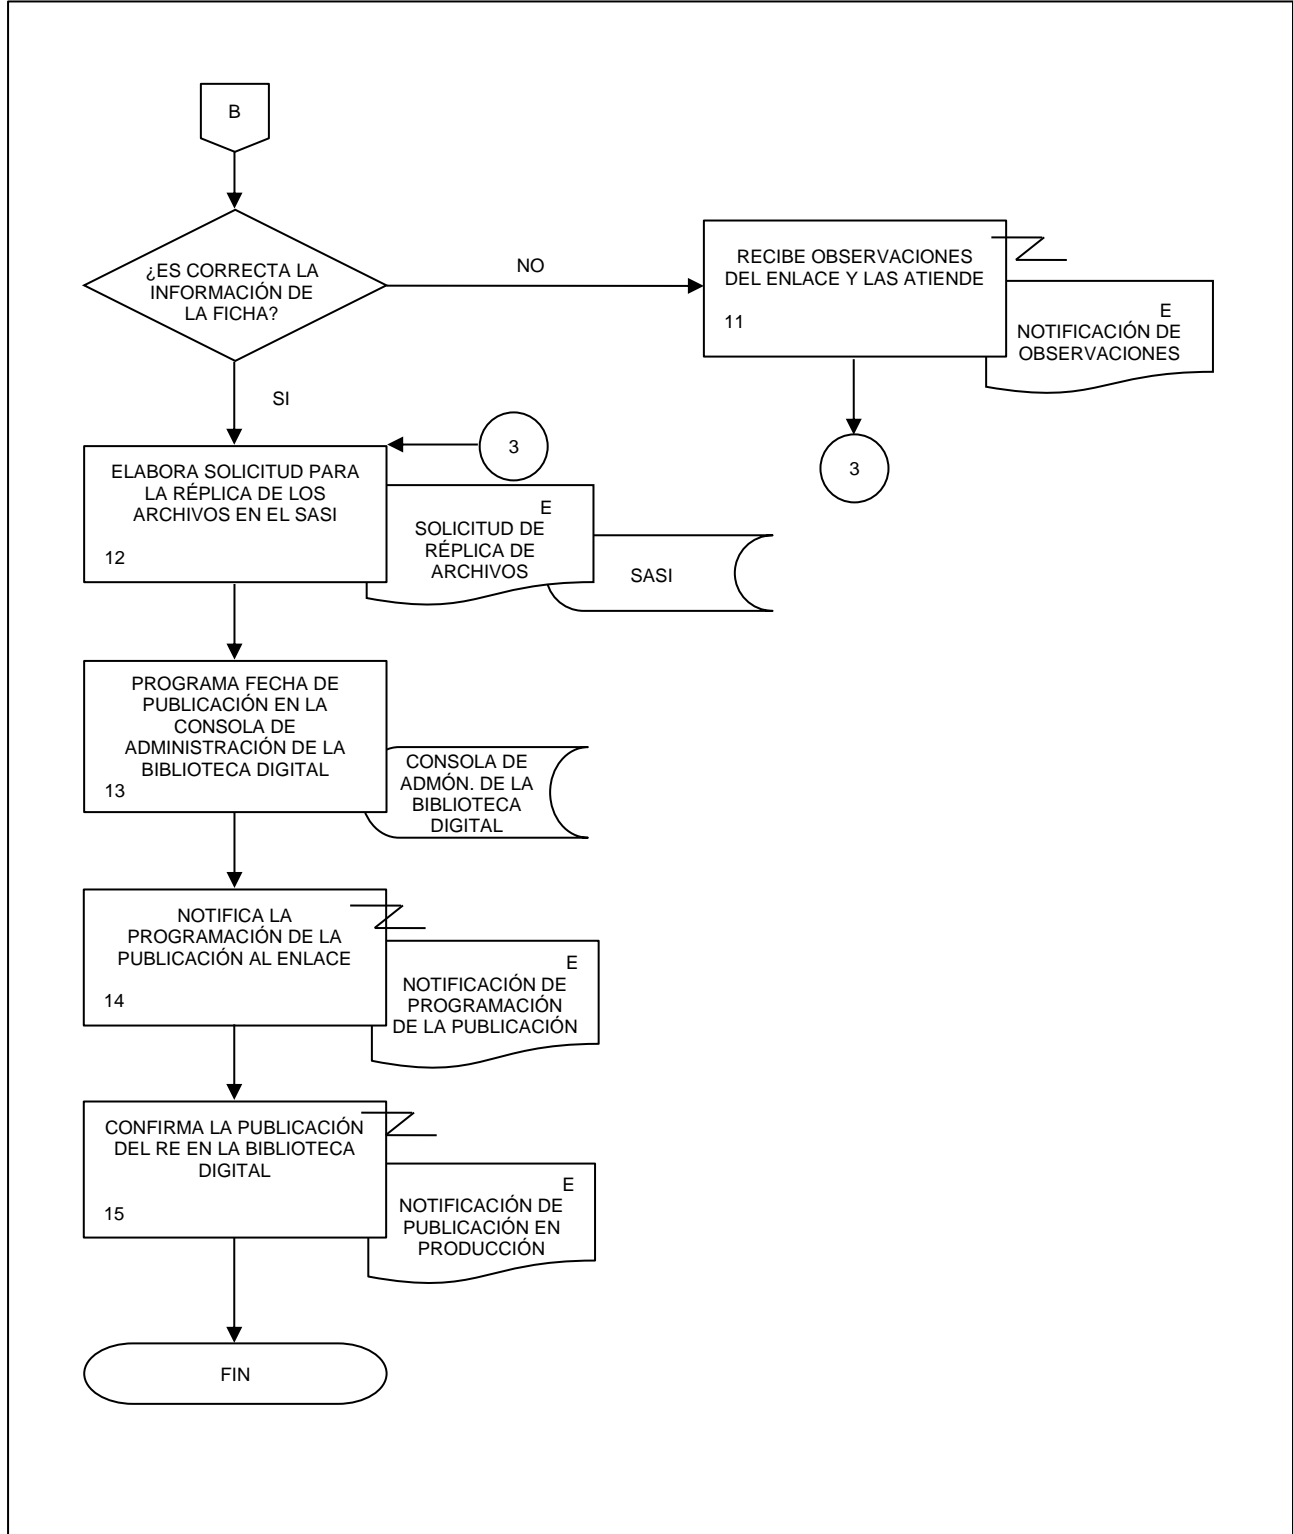 B
¿ES CORRECTA LA
INFORMACIÓN DE
LA FICHA?
NO
RECIBE OBSERVACIONES
DEL ENLACE Y LAS ATIENDE
11
E
NOTIFICACIÓN DE
OBSERVACIONES
3
SI
3
ELABORA SOLICITUD PARA
LA RÉPLICA DE LOS
ARCHIVOS EN EL SASI
12
E
SOLICITUD DE
RÉPLICA DE
ARCHIVOS
SASI
PROGRAMA FECHA DE
PUBLICACIÓN EN LA
CONSOLA DE
ADMINISTRACIÓN DE LA
BIBLIOTECA DIGITAL
13
CONSOLA DE
ADMÓN. DE LA
BIBLIOTECA
DIGITAL
NOTIFICA LA
PROGRAMACIÓN DE LA
PUBLICACIÓN AL ENLACE
14
E
NOTIFICACIÓN DE
PROGRAMACIÓN
DE LA PUBLICACIÓN
CONFIRMA LA PUBLICACIÓN
DEL RE EN LA BIBLIOTECA
DIGITAL
15
E
NOTIFICACIÓN DE
PUBLICACIÓN EN
PRODUCCIÓN
FIN